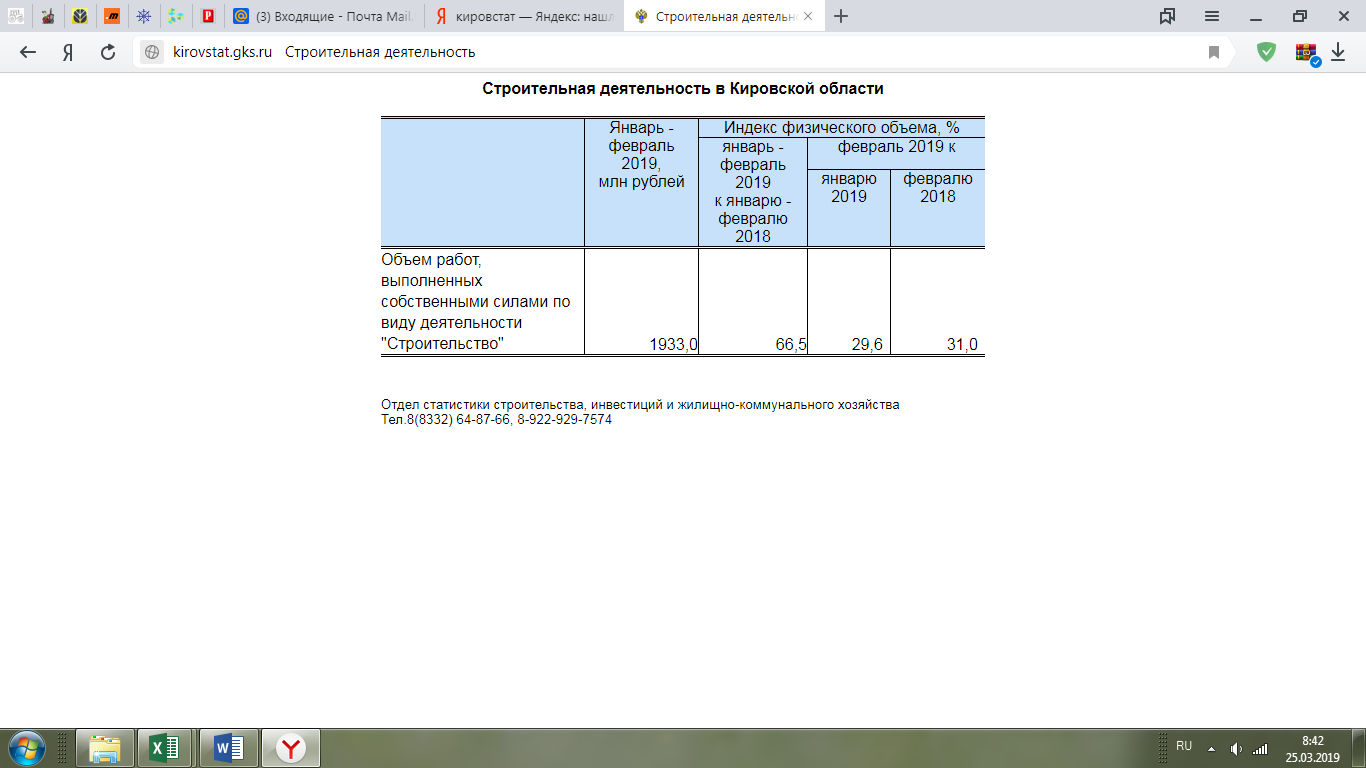 (3) Входящие - Почта Mail.
кировстат — Яндекс: нашл
Строительная деятельн
kirovstat.gks.ru Строительная деятельность
Строительная деятельность в Кировской области
Январь -
февраль
2019,
млн рублей
Индекс физического объема, %
январь -
февраль
2019
к январю -
февралю
2018
февраль 2019 к
январю
2019
февралю
2018
Объем работ,
выполненных
собственными силами по
виду деятельности
"Строительство"
1933,0
66,5
29,6
31,0
Отдел статистики строительства, инвестиций и жилищно-коммунального хозяйства
Тел.8(8332) 64-87-66, 8-922-929-7574
RU
8:42
25.03.2019